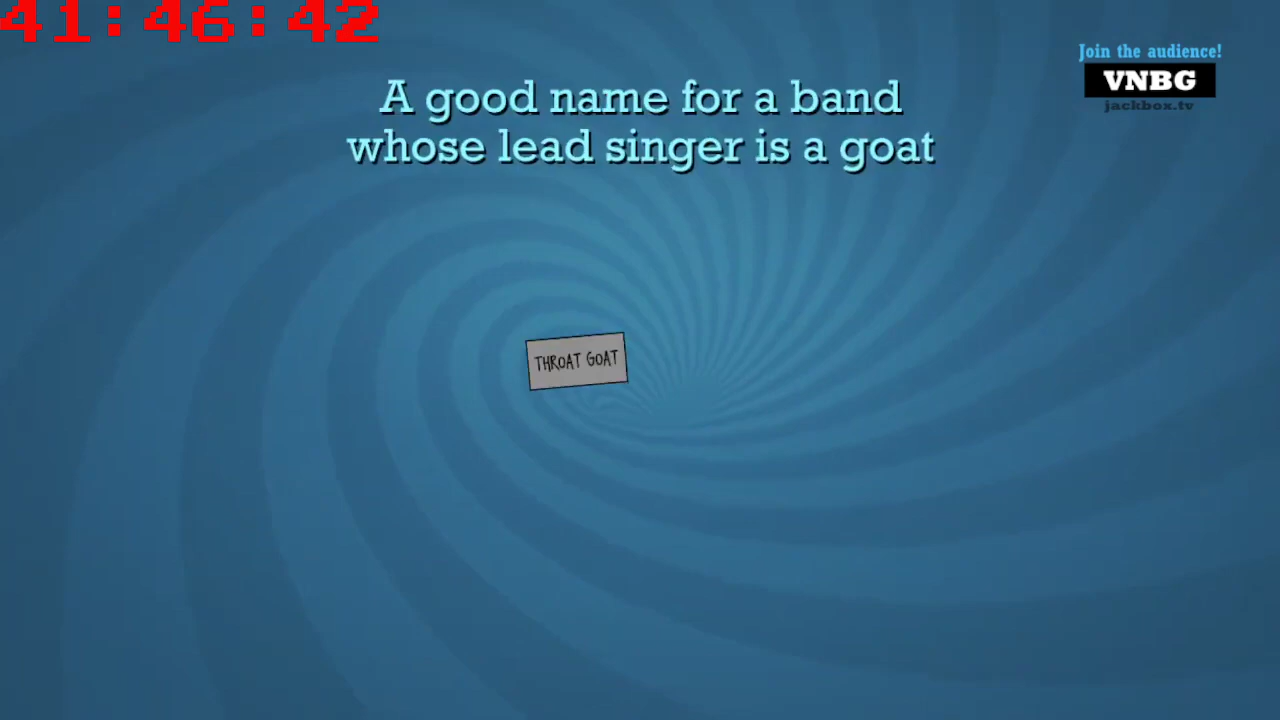 41:46:42
Join the audience!
VNBG
jackbox.tv
A good name for a band
whose lead singer is a goat
THROAT GOAT